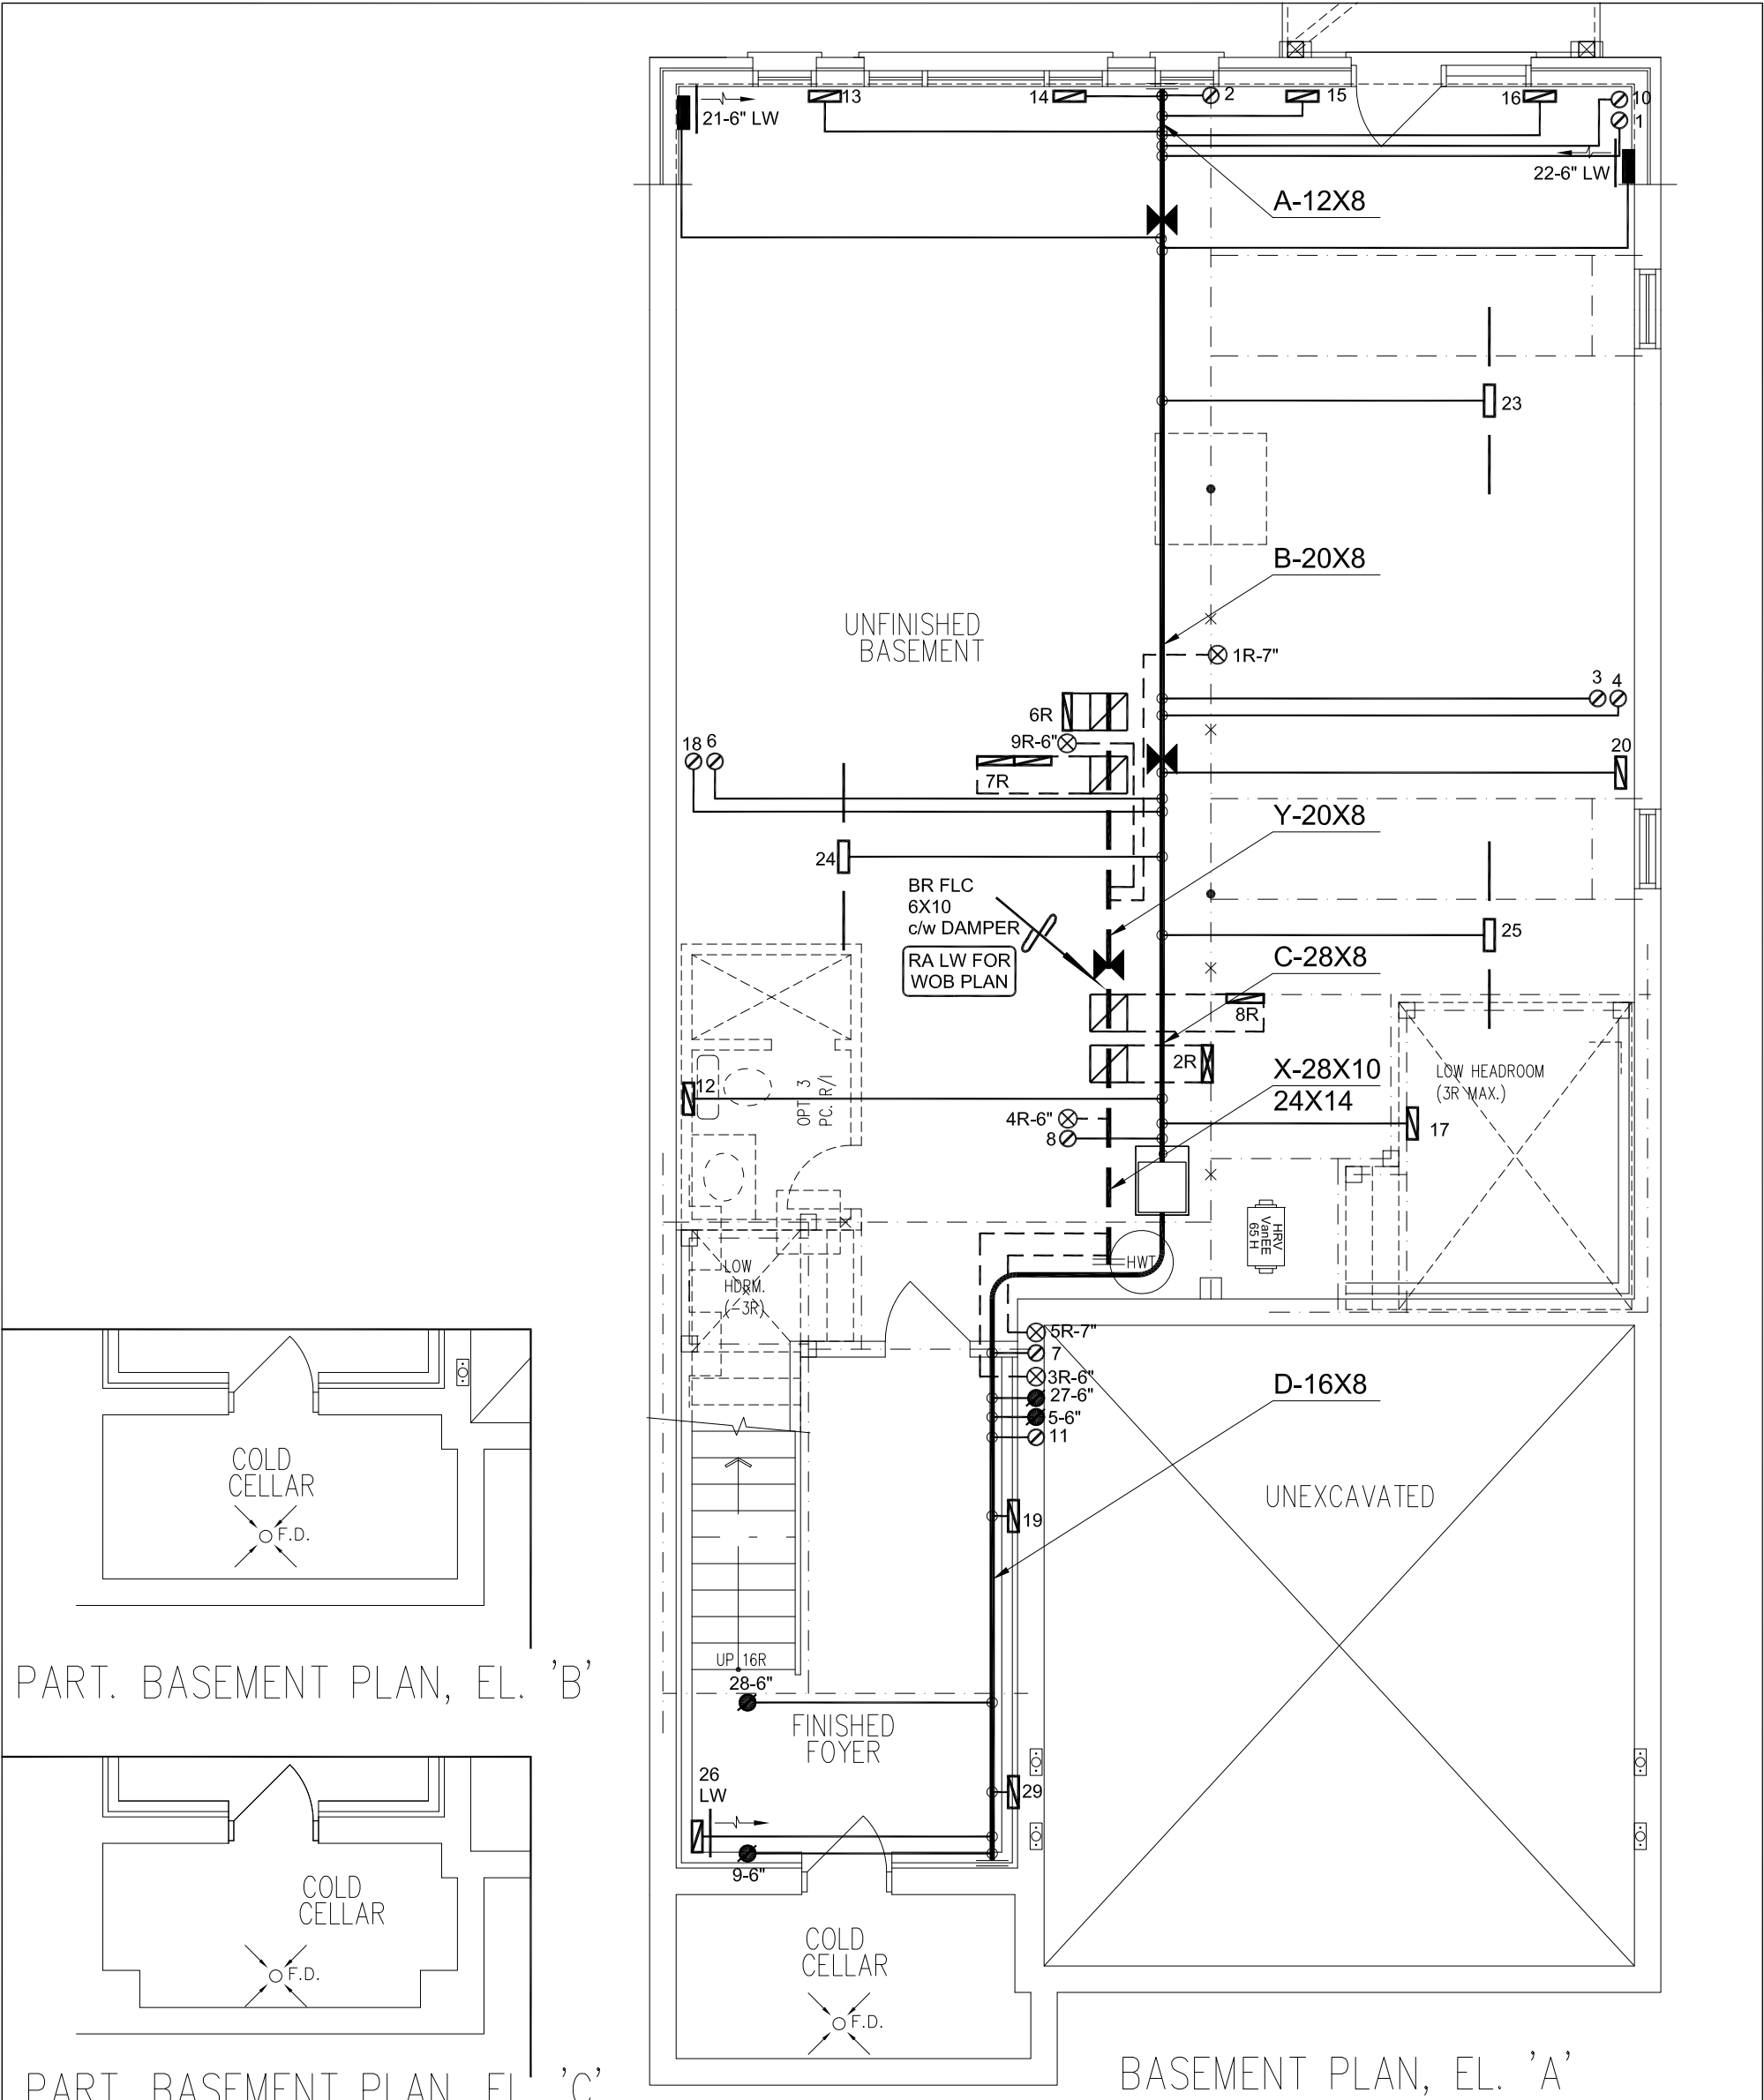 21-6" LW
13
14
2
15
16
10
1
22-6" LW
A-12X8
23
B-20X8
UNFINISHED
BASEMENT
1R-7"
3
4
6R
9R-6"
18
6
7R
20
Y-20X8
24
BR FLC
6X10
c/w DAMPER
RA LW FOR
WOB PLAN
25
C-28X8
8R
2R
X-28X10
24X14
LOW HEADROOM
(3R MAX.)
12
OPT. 3
PC. R/I
4R-6"
8
17
HRV
VanEE
65 H
LOW
HDRM.
(-3R)
HWT
5R-7"
7
3R-6"
27-6"
5-6"
11
D-16X8
COLD
CELLAR
F.D.
UNEXCAVATED
19
PART. BASEMENT PLAN, EL. 'B'
UP 16R
28-6"
FINISHED
FOYER
26
LW
29
9-6"
COLD
CELLAR
F.D.
COLD
CELLAR
F.D.
PART. BASEMENT PLAN, EL. 'C'
BASEMENT PLAN, EL. 'A'